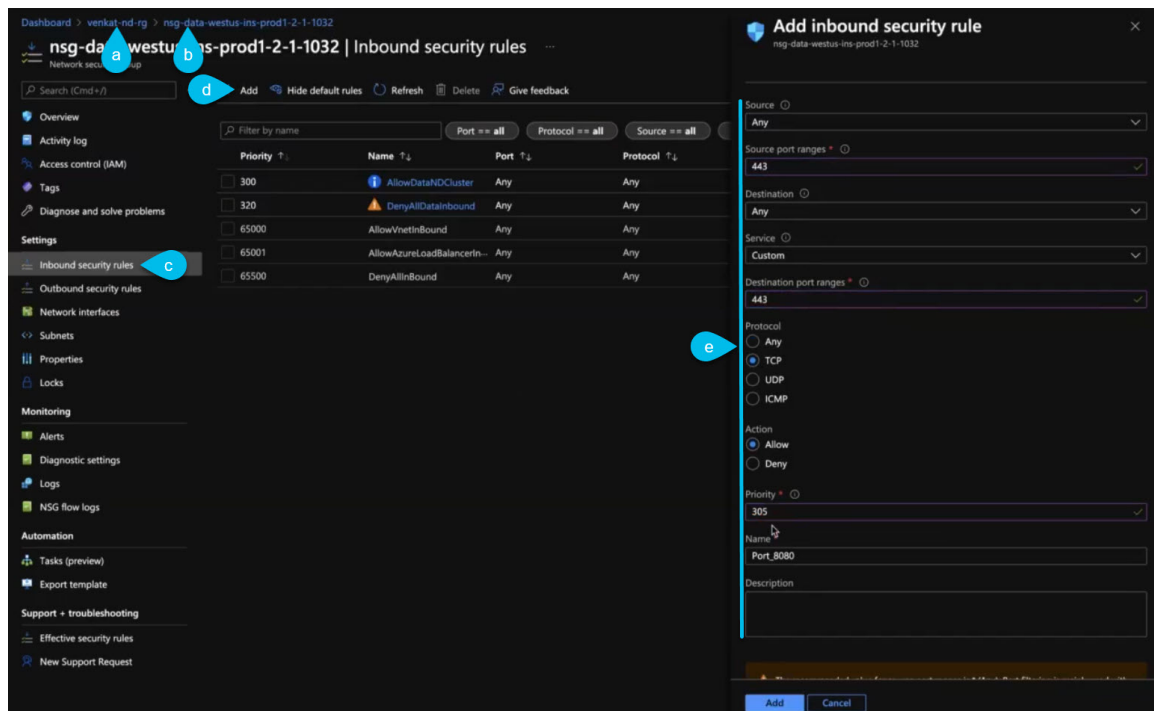 Dashboard > venkat-nd-rg > nsg-data-westus-ins-prod1-2-1-1032
nsg-da westu ns-prod1-2-1-1032 | Inbound security rules ...
Network secu up
a
b
Search (Cmd+/)
Overview
Activity log
Access control (IAM)
Tags
Diagnose and solve problems
Settings
Inbound security rules
c
Outbound security rules
Network interfaces
Subnets
Properties
Locks
Monitoring
Alerts
Diagnostic settings
Logs
NSG flow logs
Automation
Tasks (preview)
Export template
Support + troubleshooting
Effective security rules
New Support Request
d Add Hide default rules Refresh Delete Give feedback
Filter by name Port == all Protocol == all Source == all
Priority ↑↓ Name ↑↓ Port ↑↓ Protocol ↑↓
300 AllowDataNDCluster Any Any
320 DenyAllDataInbound Any Any
65000 AllowVnetInBound Any Any
65001 AllowAzureLoadBalancerIn... Any Any
65500 DenyAllInBound Any Any
e
Add inbound security rule
nsg-data-westus-ins-prod1-2-1-1032
Source
Any
Source port ranges *
443
Destination
Any
Service
Custom
Destination port ranges *
443
Protocol
Any
TCP
UDP
ICMP
Action
Allow
Deny
Priority *
305
Name
Port_8080
Description
Add Cancel